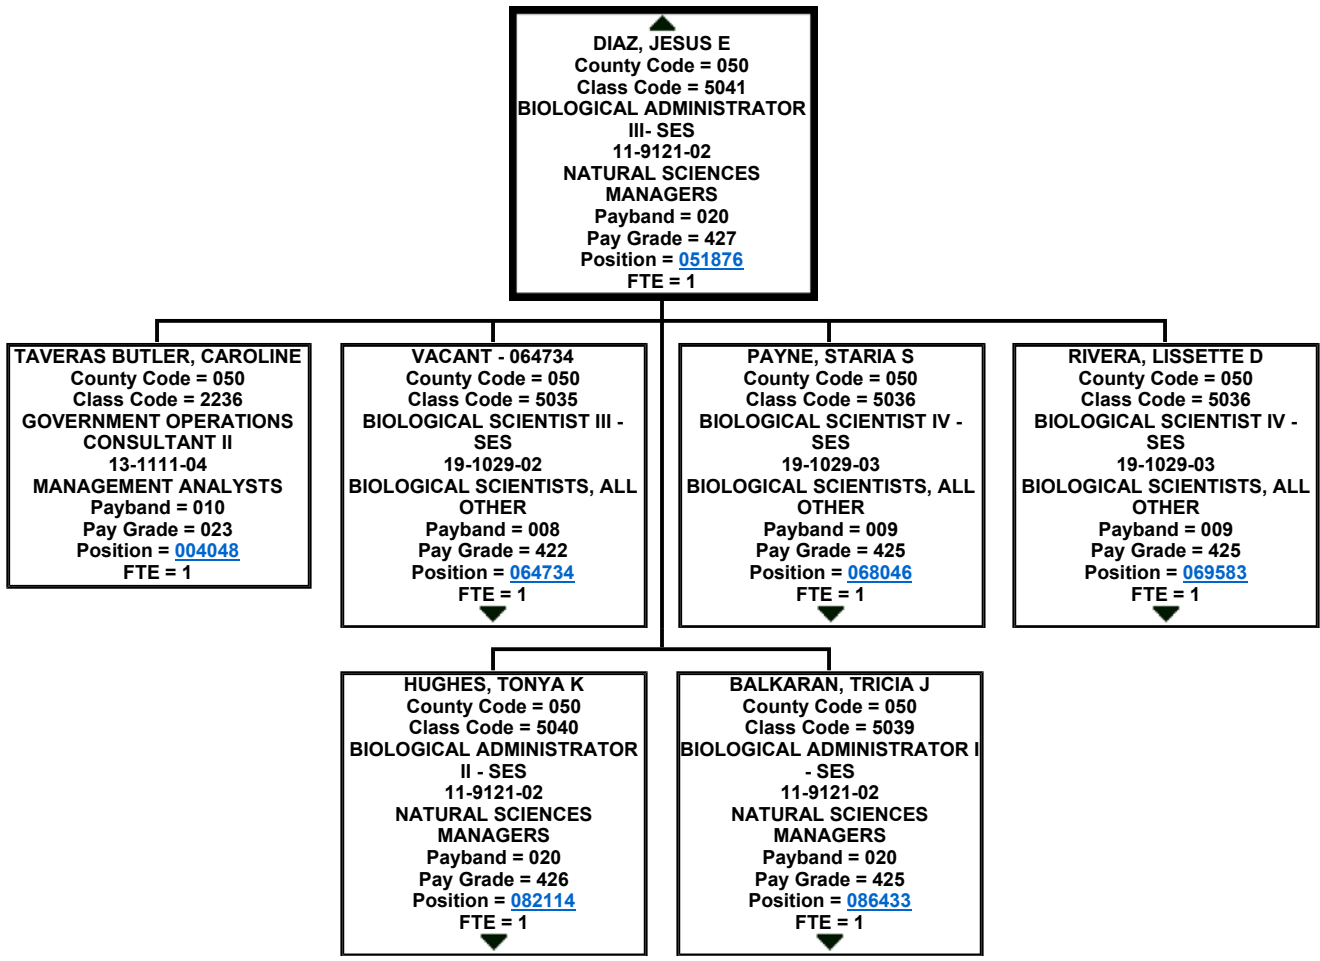 DIAZ, JESUS E
County Code = 050
Class Code = 5041
BIOLOGICAL ADMINISTRATOR
III- SES
11-9121-02
NATURAL SCIENCES
MANAGERS
Payband = 020
Pay Grade = 427
Position = 051876
FTE = 1
TAVERAS BUTLER, CAROLINE
County Code = 050
Class Code = 2236
GOVERNMENT OPERATIONS
CONSULTANT II
13-1111-04
MANAGEMENT ANALYSTS
Payband = 010
Pay Grade = 023
Position = 004048
FTE = 1
VACANT - 064734
County Code = 050
Class Code = 5035
BIOLOGICAL SCIENTIST III -
SES
19-1029-02
BIOLOGICAL SCIENTISTS, ALL
OTHER
Payband = 008
Pay Grade = 422
Position = 064734
FTE = 1
PAYNE, STARIA S
County Code = 050
Class Code = 5036
BIOLOGICAL SCIENTIST IV -
SES
19-1029-03
BIOLOGICAL SCIENTISTS, ALL
OTHER
Payband = 009
Pay Grade = 425
Position = 068046
FTE = 1
RIVERA, LISSETTE D
County Code = 050
Class Code = 5036
BIOLOGICAL SCIENTIST IV -
SES
19-1029-03
BIOLOGICAL SCIENTISTS, ALL
OTHER
Payband = 009
Pay Grade = 425
Position = 069583
FTE = 1
HUGHES, TONYA K
County Code = 050
Class Code = 5040
BIOLOGICAL ADMINISTRATOR
II - SES
11-9121-02
NATURAL SCIENCES
MANAGERS
Payband = 020
Pay Grade = 426
Position = 082114
FTE = 1
BALKARAN, TRICIA J
County Code = 050
Class Code = 5039
BIOLOGICAL ADMINISTRATOR I
- SES
11-9121-02
NATURAL SCIENCES
MANAGERS
Payband = 020
Pay Grade = 425
Position = 086433
FTE = 1